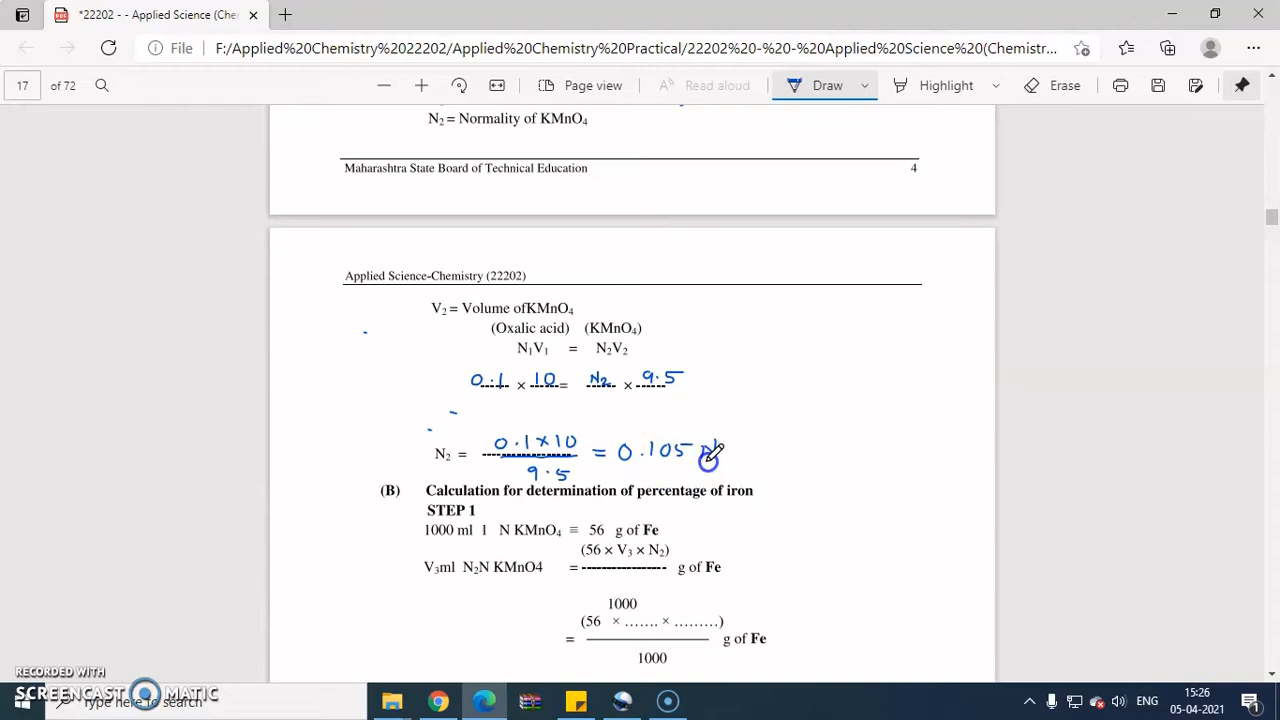 *22202 - - Applied Science (Chem
File
F:/Applied%20Chemistry%2022202/%20Chemistry%20Practical/22202%20-%20-%20Applied%20Science%20(Chemistr...
17 of 72
Page view
Read aloud
Draw
Highlight
Erase
N₂ = Normality of KMnO₄
Maharashtra State Board of Technical Education 4
Applied Science-Chemistry (22202)
V₂ = Volume ofKMnO₄
(Oxalic acid) (KMnO₄)
N₁V₁ = N₂V₂
0.1 × 10 = N₂ × 9.5
N₂ = 0.1 × 10 / 9.5 = 0.105 N
(B) Calculation for determination of percentage of iron
STEP 1
1000 ml 1 N KMnO₄ ≡ 56 g of Fe
(56 × V₃ × N₂)
V₃ml N₂N KMnO4 = ----------------- g of Fe
1000
(56 × ....... × .........)
= g of Fe
1000
RECORDED WITH
SCREENCAST MATIC
Type here to search
ENG
15:26
05-04-2021